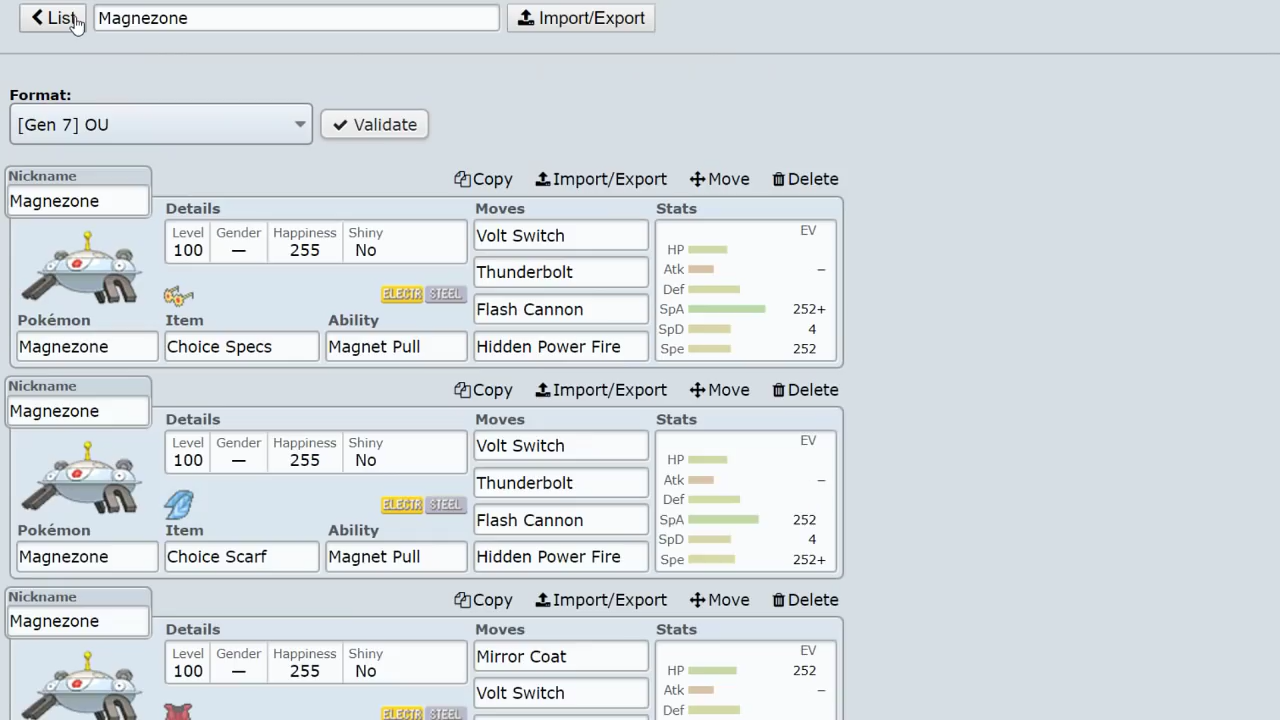 List
Magnezone
Import/Export
Format:
[Gen 7] OU
Validate
Nickname
Magnezone
Copy
Import/Export
Move
Delete
Details
Moves
Stats
Level
100
Gender
—
Happiness
255
Shiny
No
Volt Switch
Thunderbolt
Flash Cannon
Hidden Power Fire
EV
HP
Atk –
Def
SpA 252+
SpD 4
Spe 252
ELECTR STEEL
Pokémon
Item
Ability
Magnezone
Choice Specs
Magnet Pull
Nickname
Magnezone
Copy
Import/Export
Move
Delete
Details
Moves
Stats
Level
100
Gender
—
Happiness
255
Shiny
No
Volt Switch
Thunderbolt
Flash Cannon
Hidden Power Fire
EV
HP
Atk –
Def
SpA 252
SpD 4
Spe 252+
ELECTR STEEL
Pokémon
Item
Ability
Magnezone
Choice Scarf
Magnet Pull
Nickname
Magnezone
Copy
Import/Export
Move
Delete
Details
Moves
Stats
Level
100
Gender
—
Happiness
255
Shiny
No
Mirror Coat
Volt Switch
EV
HP 252
Atk –
Def
ELECTR STEEL